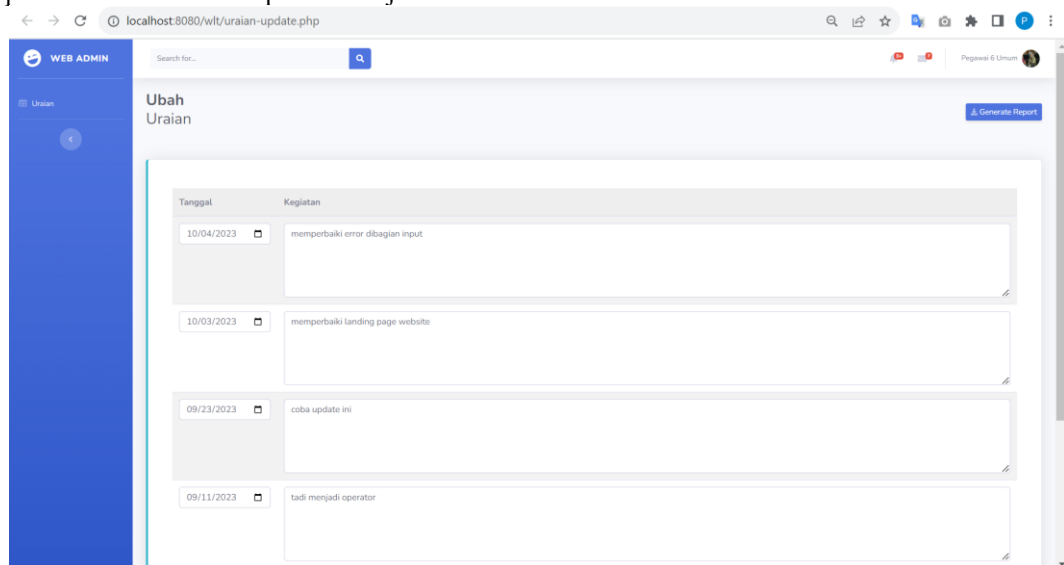 localhost:8080/wlt/uraian-update.php
P
WEB ADMIN
Search for...
3+
7
Pegawai 6 Umum
Uraian
Ubah
Uraian
Generate Report
Tanggal Kegiatan
10/04/2023 memperbaiki error dibagian input
10/03/2023 memperbaiki landing page website
09/23/2023 coba update ini
09/11/2023 tadi menjadi operator